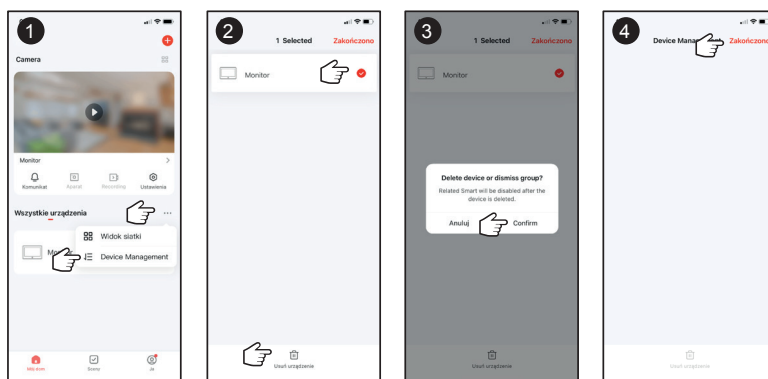 1
Camera
Monitor
Komunikat
Aparat
Recording
Ustawienia
Wszystkie urządzenia
Widok siatki
Device Management
Mój dom
Sceny
Ja
2
1 Selected
Zakończono
Monitor
Usuń urządzenie
3
1 Selected
Zakończono
Monitor
Delete device or dismiss group?
Related Smart will be disabled after the
device is deleted.
Anuluj
Confirm
Usuń urządzenie
4
Device Mana
Zakończono
Usuń urządzenie